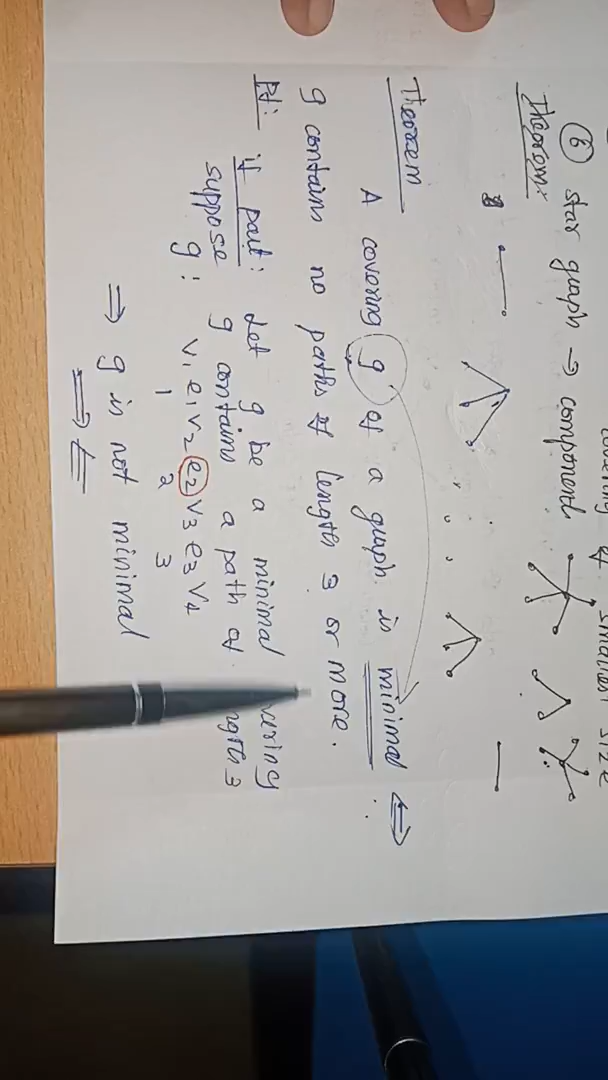 smallest size
⑥ star graph → component
Theorem:
Theorem
A covering g of a graph is minimal ⇔
g contains no paths of length 3 or more.
Pf: if part: Let g be a minimal
suppose g contains a path of 3
g: v1 e1 v2 e2 v3 e3 v4
1 2 3
⇒ g is not minimal
⇒⇐